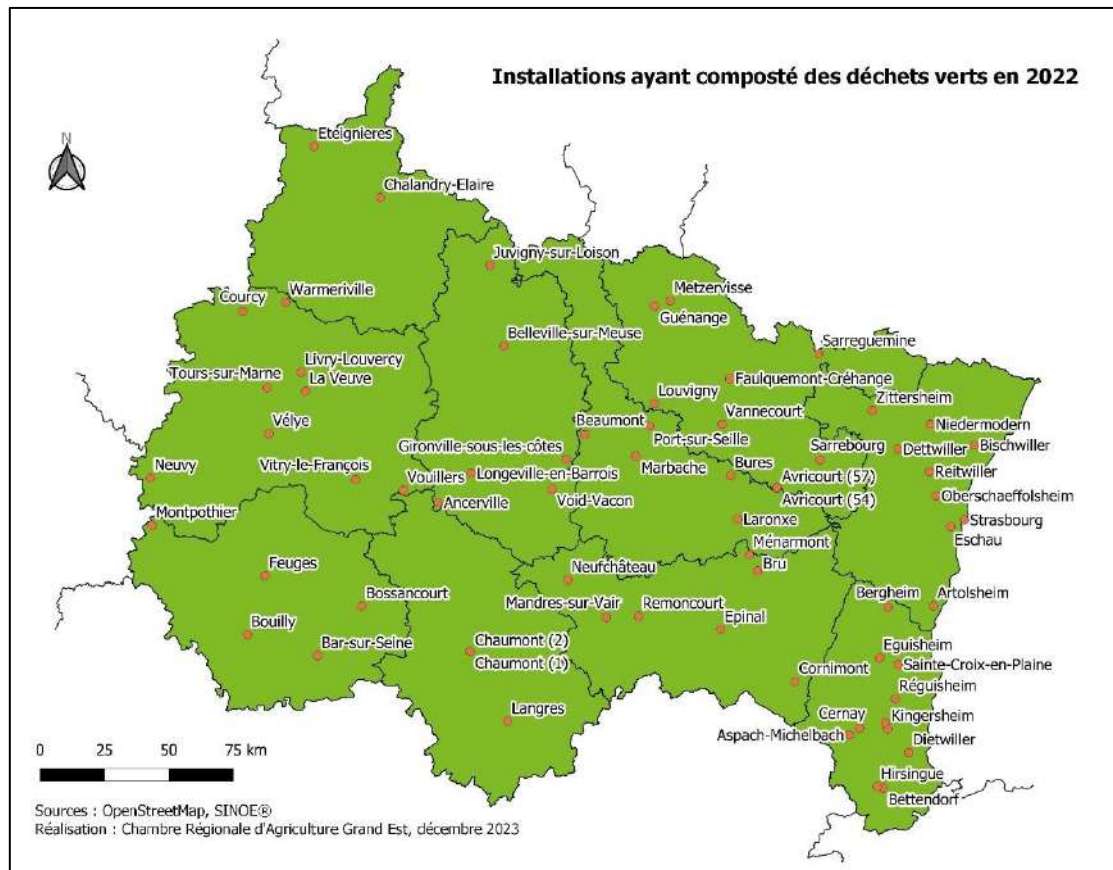 Installations ayant composté des déchets verts en 2022
N
Etéignieres
Chalandry-Elaire
Juvigny-sur-Loison
Metzervisse
Guénange
Warmeriville
Courcy
Belleville-sur-Meuse
Sarreguemine
Livry-Louvercy
Tours-sur-Marne
La Veuve
Faulquemont-Créhange
Zittersheim
Louvigny
Vannecourt
Niedermodern
Beaumont
Port-sur-Seille
Vélye
Gironville-sous-les-côtes
Sarrebourg
Dettwiller
Bischwiller
Neuvy
Vitry-le-François
Vouillers
Longeville-en-Barrois
Marbache
Bures
Avricourt (57)
Reitwiller
Ancerville
Void-Vacon
Avricourt (54)
Oberschaeffolsheim
Montpothier
Laronxe
Strasbourg
Eschau
Ménarmont
Bru
Feuges
Neufchâteau
Bossancourt
Mandres-sur-Vair
Remoncourt
Epinal
Bergheim
Artolsheim
Bouilly
Bar-sur-Seine
Chaumont (2)
Chaumont (1)
Eguisheim
Sainte-Croix-en-Plaine
Cornimont
Réguisheim
Langres
Cernay
Kingersheim
Aspach-Michelbach
Dietwiller
Hirsingue
Bettendorf
0 25 50 75 km
Sources : OpenStreetMap, SINOE®
Réalisation : Chambre Régionale d'Agriculture Grand Est, décembre 2023